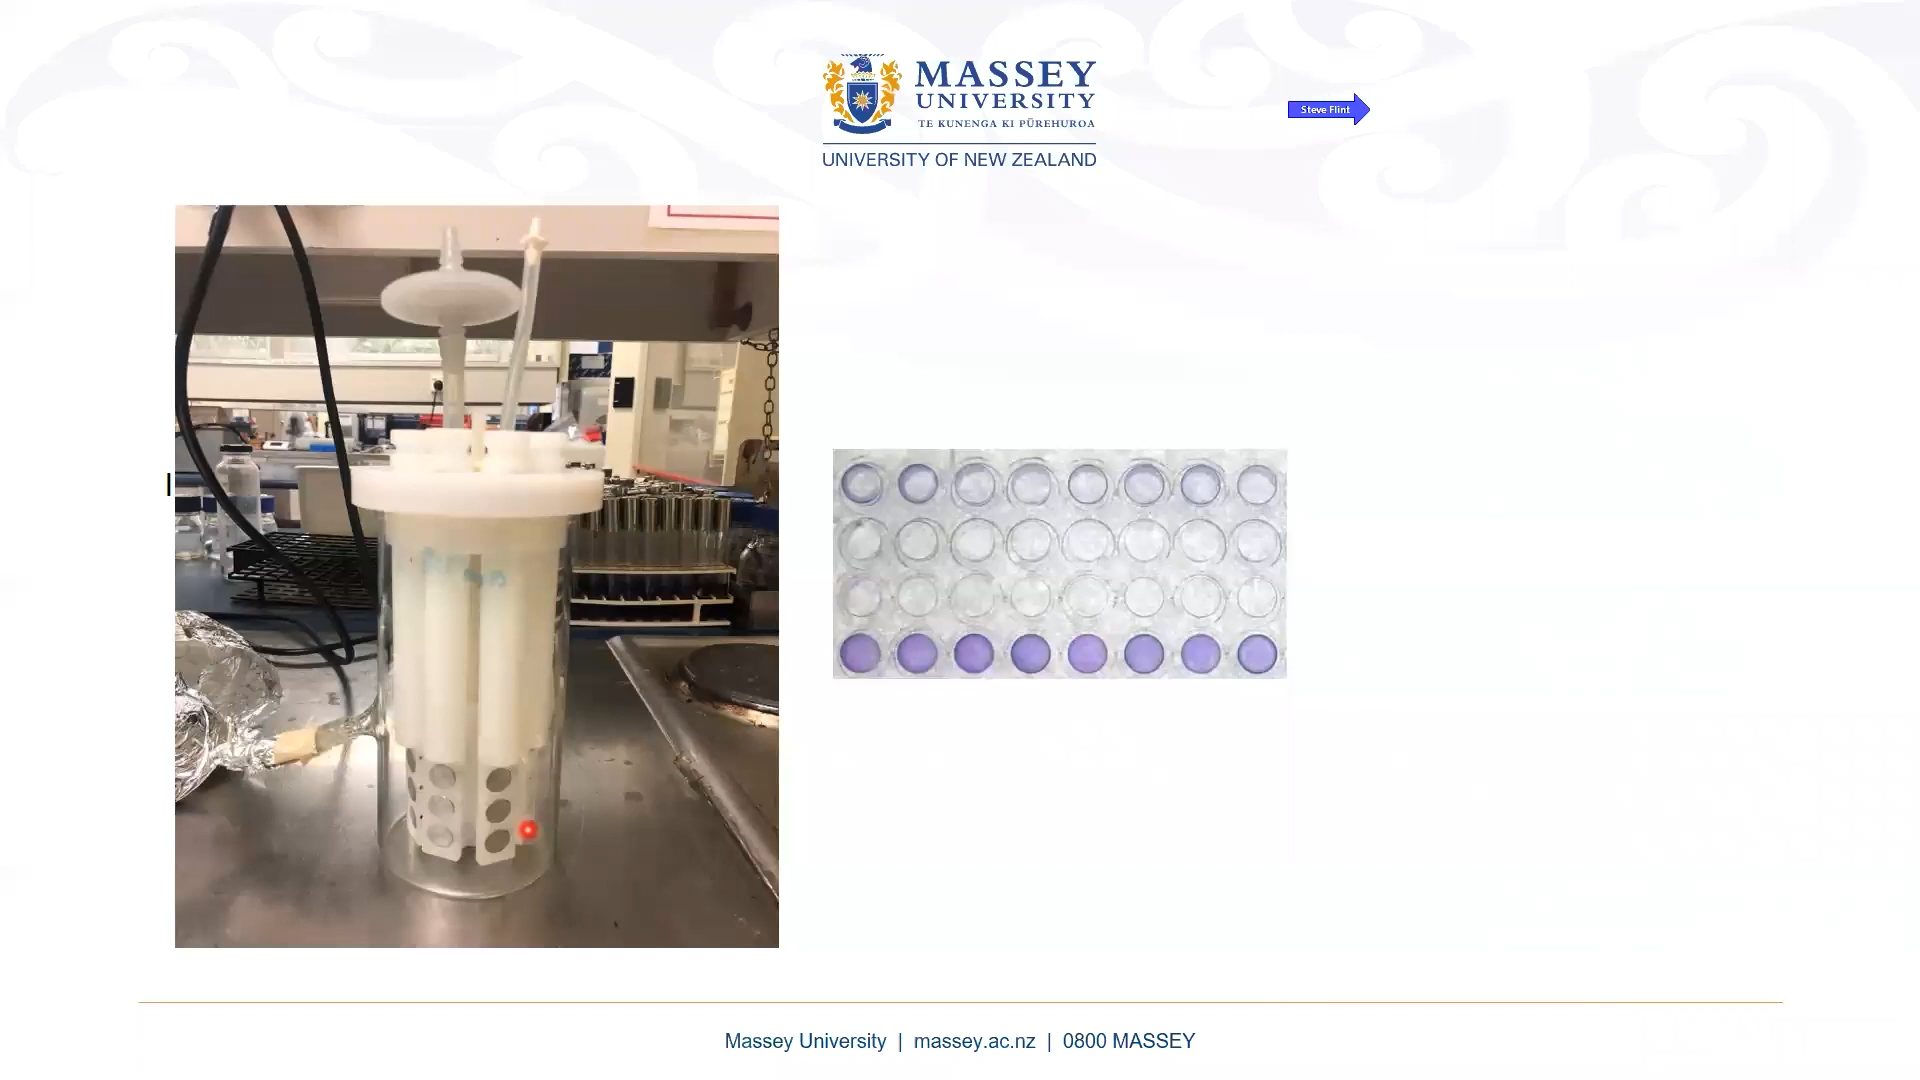 MASSEY
UNIVERSITY
TE KUNENGA KI PŪREHUROA
UNIVERSITY OF NEW ZEALAND
Steve Flint
Massey University | massey.ac.nz | 0800 MASSEY